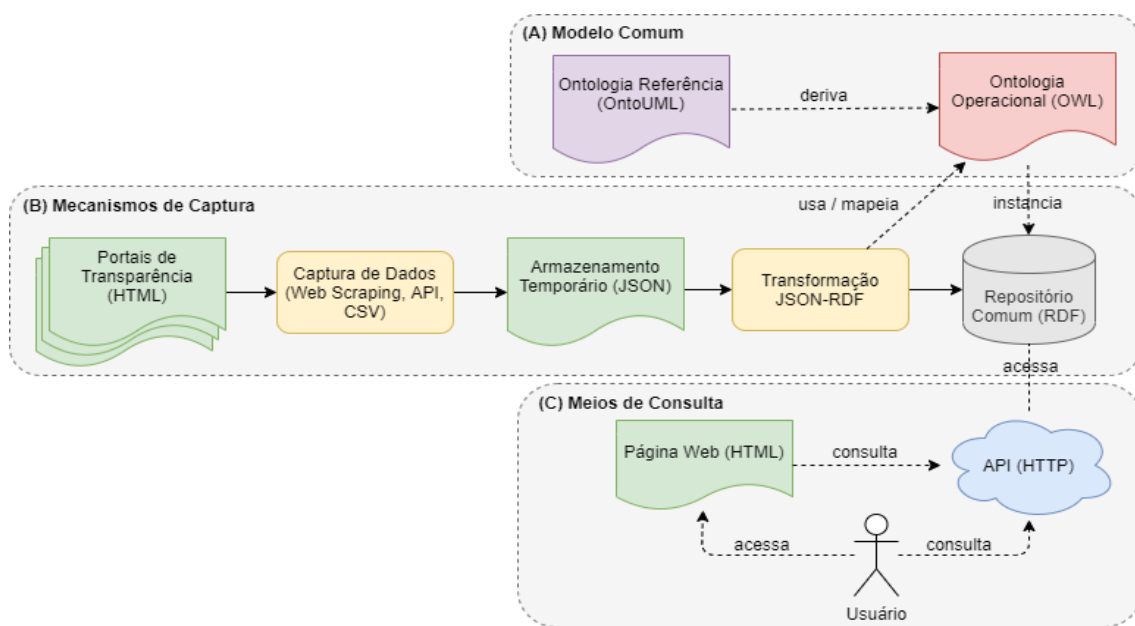 (A) Modelo Comum
Ontologia Referência
(OntoUML)
deriva
Ontologia
Operacional (OWL)
usa / mapeia
instancia
(B) Mecanismos de Captura
Portais de
Transparência
(HTML)
Captura de Dados
(Web Scraping, API,
CSV)
Armazenamento
Temporário (JSON)
Transformação
JSON-RDF
Repositório
Comum (RDF)
acessa
(C) Meios de Consulta
Página Web (HTML)
consulta
API (HTTP)
acessa
consulta
Usuário